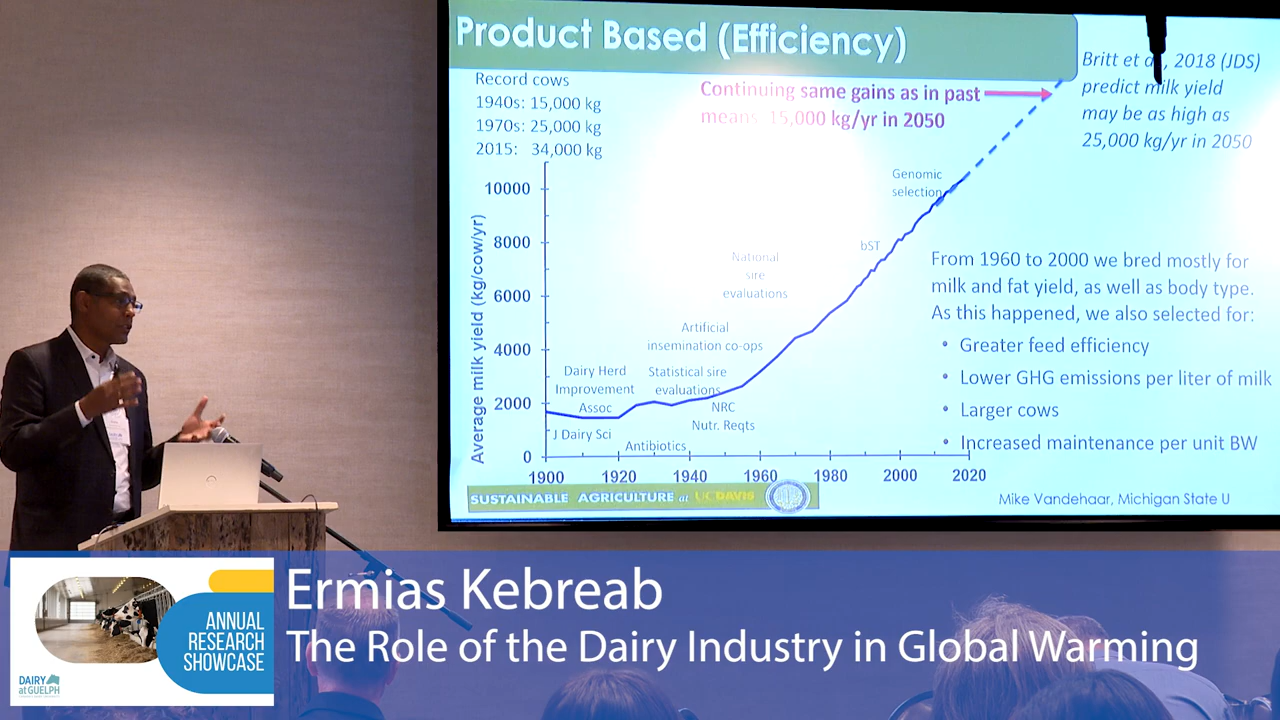 Product Based (Efficiency)
Record cows
1940s: 15,000 kg
1970s: 25,000 kg
2015: 34,000 kg
Continuing same gains as in past
means 15,000 kg/yr in 2050
Britt et al., 2018 (JDS)
predict milk yield
may be as high as
25,000 kg/yr in 2050
Average milk yield (kg/cow/yr)
10000
8000
6000
4000
2000
0
Genomic
selection
bST
National
sire
evaluations
Artificial
insemination co-ops
Dairy Herd
Improvement
Assoc
Statistical sire
evaluations
NRC
Nutr. Reqts
J Dairy Sci
Antibiotics
1900 1920 1940 1960 1980 2000 2020
From 1960 to 2000 we bred mostly for
milk and fat yield, as well as body type.
As this happened, we also selected for:
• Greater feed efficiency
• Lower GHG emissions per liter of milk
• Larger cows
• Increased maintenance per unit BW
SUSTAINABLE AGRICULTURE at UC DAVIS
Mike Vandehaar, Michigan State U
ANNUAL
RESEARCH
SHOWCASE
DAIRY
at GUELPH
Ermias Kebreab
The Role of the Dairy Industry in Global Warming